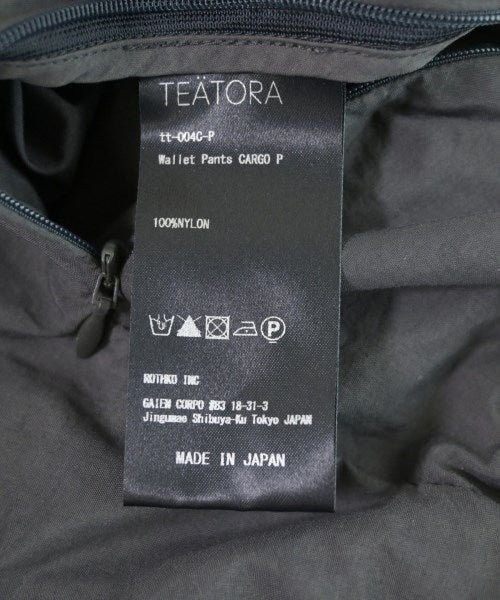 TEÄTORA
tt-004C-P
Wallet Pants CARGO P
100%NYLON
P
ROTHKO INC
GAIEN CORPO #83 18-31-3
Jingumae Shibuya-Ku Tokyo JAPAN
MADE IN JAPAN